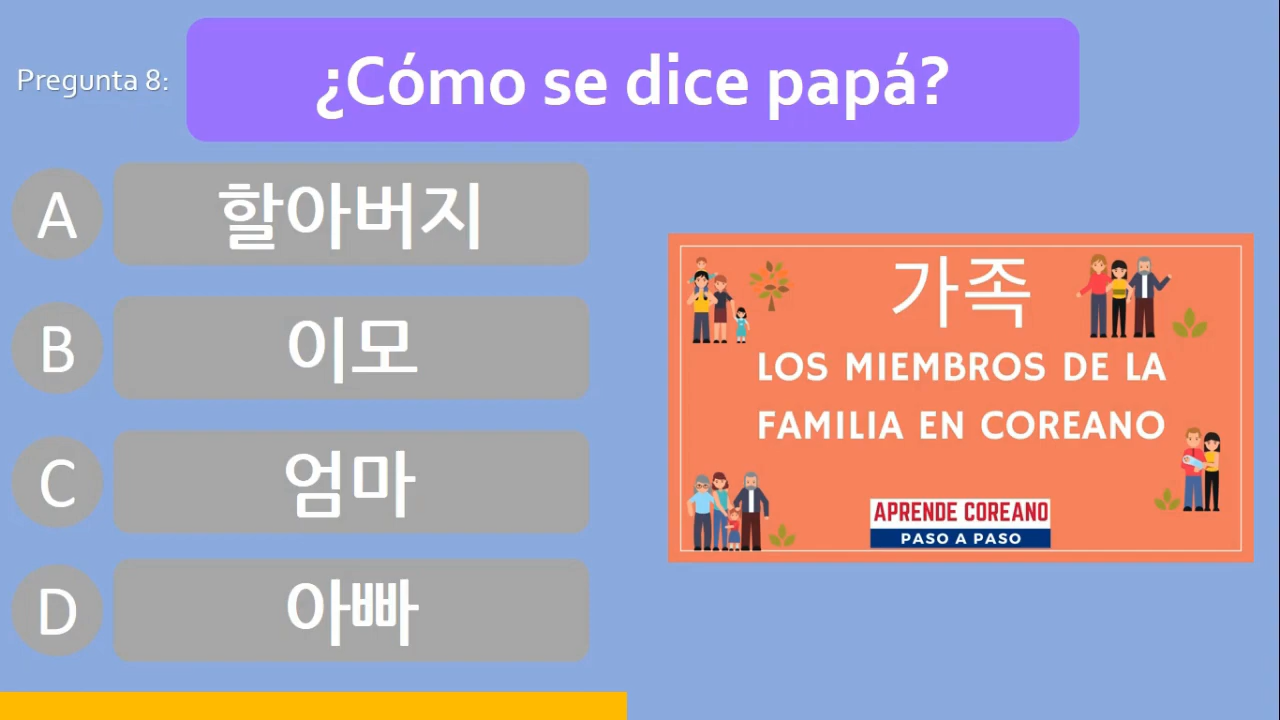 Pregunta 8:
¿Cómo se dice papá?
A
할아버지
B
이모
C
엄마
D
아빠
가족
LOS MIEMBROS DE LA
FAMILIA EN COREANO
APRENDE COREANO
PASO A PASO